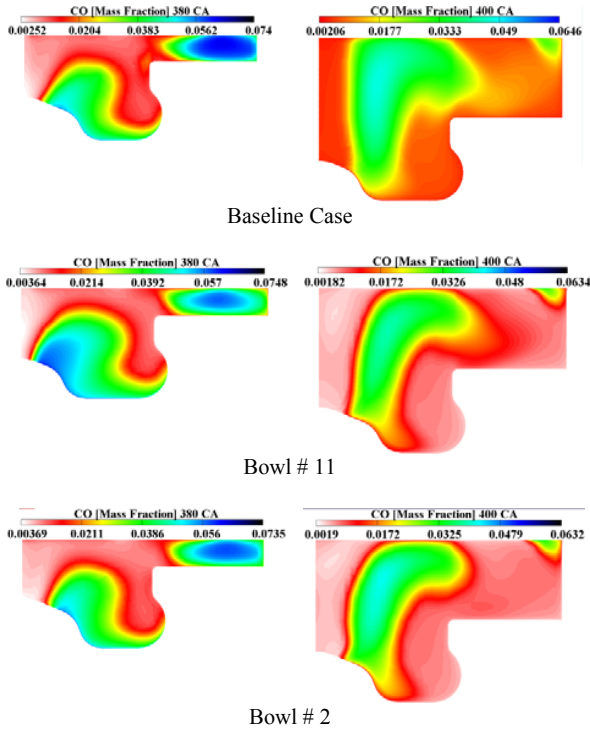 CO [Mass Fraction] 380 CA
0.00252 0.0204 0.0383 0.0562 0.074
CO [Mass Fraction] 400 CA
0.00206 0.0177 0.0333 0.049 0.0646
Baseline Case
CO [Mass Fraction] 380 CA
0.00364 0.0214 0.0392 0.057 0.0748
CO [Mass Fraction] 400 CA
0.00182 0.0172 0.0326 0.048 0.0634
Bowl # 11
CO [Mass Fraction] 380 CA
0.00369 0.0211 0.0386 0.056 0.0735
CO [Mass Fraction] 400 CA
0.0019 0.0172 0.0325 0.0479 0.0632
Bowl # 2